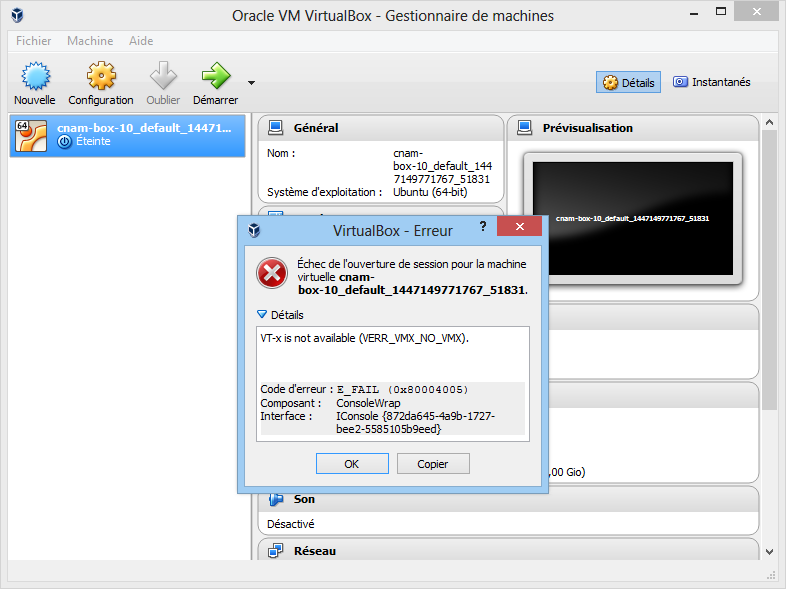 Oracle VM VirtualBox - Gestionnaire de machines
Fichier Machine Aide
Nouvelle Configuration Oublier Démarrer
Détails Instantanés
64
cnam-box-10_default_14471...
Éteinte
Général
Nom : cnam-
box-10_default_144
7149771767_51831
Système d'exploitation : Ubuntu (64-bit)
Prévisualisation
cnam-box-10_default_1447149771767_51831
VirtualBox - Erreur ?
Échec de l'ouverture de session pour la machine
virtuelle cnam-
box-10_default_1447149771767_51831.
Détails
VT-x is not available (VERR_VMX_NO_VMX).
Code d'erreur : E_FAIL (0x80004005)
Composant : ConsoleWrap
Interface : IConsole {872da645-4a9b-1727-
bee2-5585105b9eed}
OK Copier
,00 Gio)
Son
Désactivé
Réseau